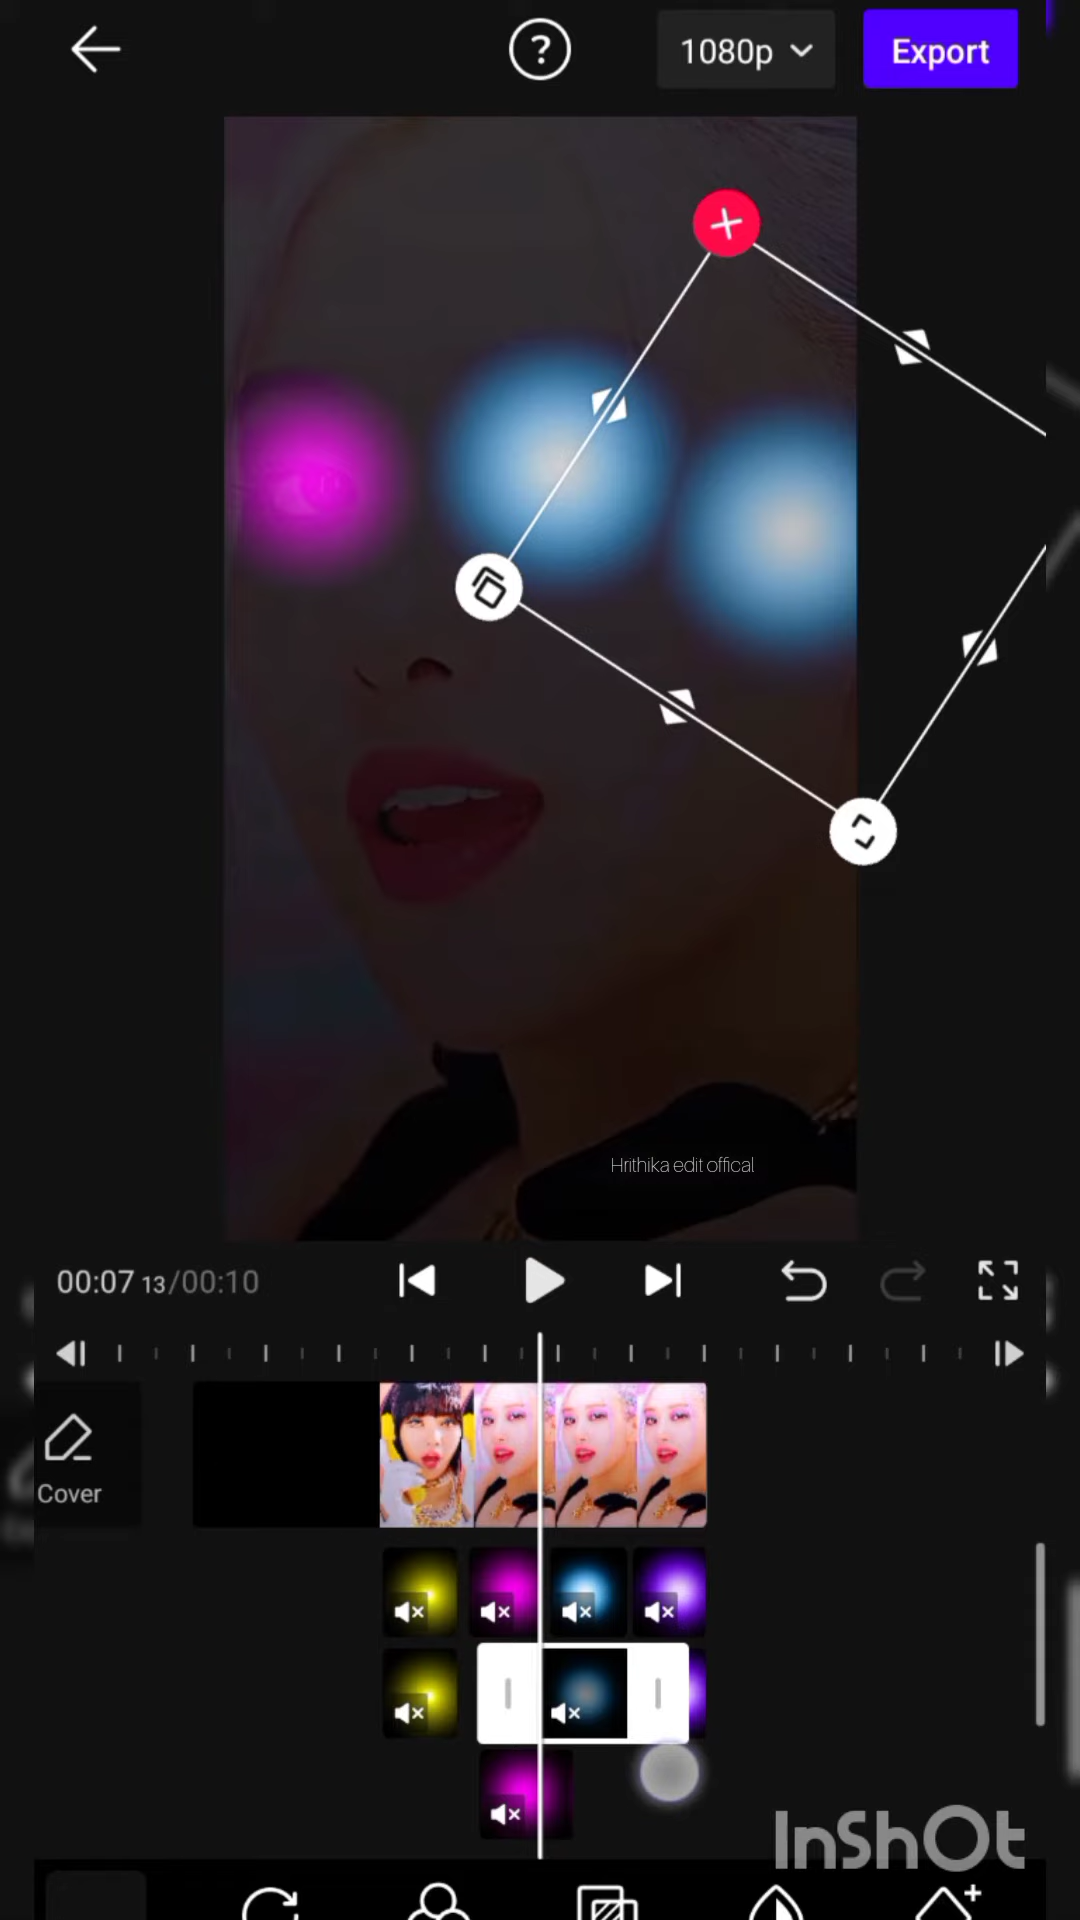 1080p
Export
Hrithika edit offical
00:07 13/00:10
Cover
InShOt